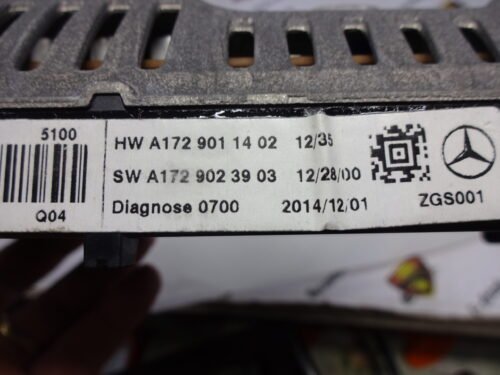 5100
HW A172 901 14 02 12/35
SW A172 902 39 03 12/28/00
Diagnose 0700 2014/12/01
Q04
ZGS001